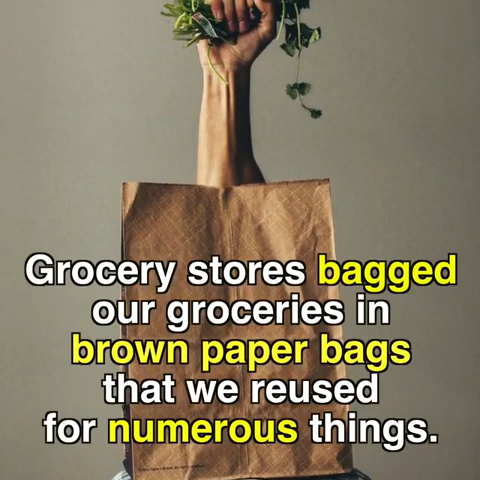 Grocery stores bagged
our groceries in
brown paper bags
that we reused
for numerous things.